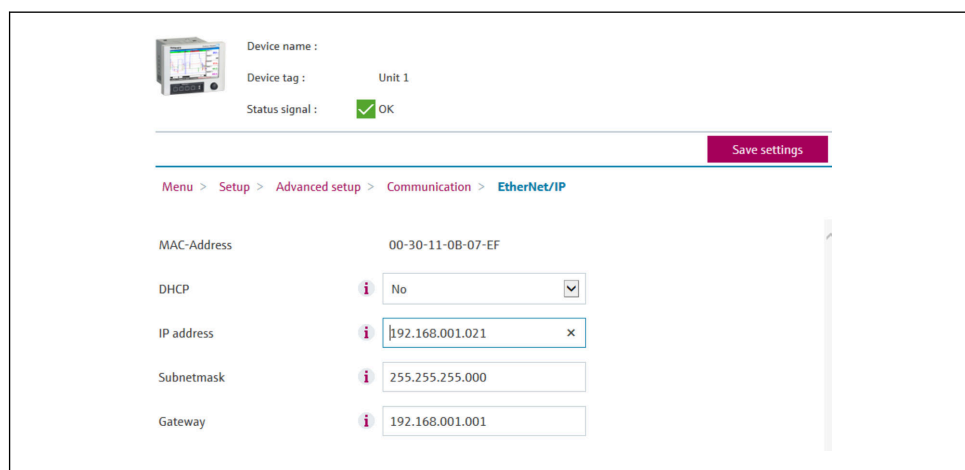 Device name :
Device tag : Unit 1
Status signal : OK
Save settings
Menu > Setup > Advanced setup > Communication > EtherNet/IP
MAC-Address 00-30-11-0B-07-EF
DHCP i No
IP address i 192.168.001.021 ×
Subnetmask i 255.255.255.000
Gateway i 192.168.001.001